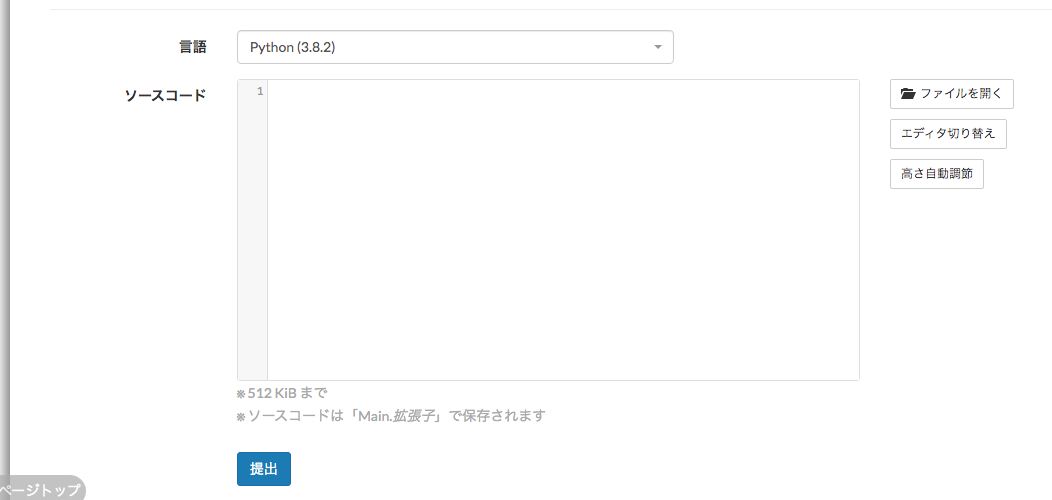 言語
Python (3.8.2)
ソースコード
1
ファイルを開く
エディタ切り替え
高さ自動調節
※ 512 KiB まで
※ ソースコードは「Main.拡張子」で保存されます
提出
ページトップ